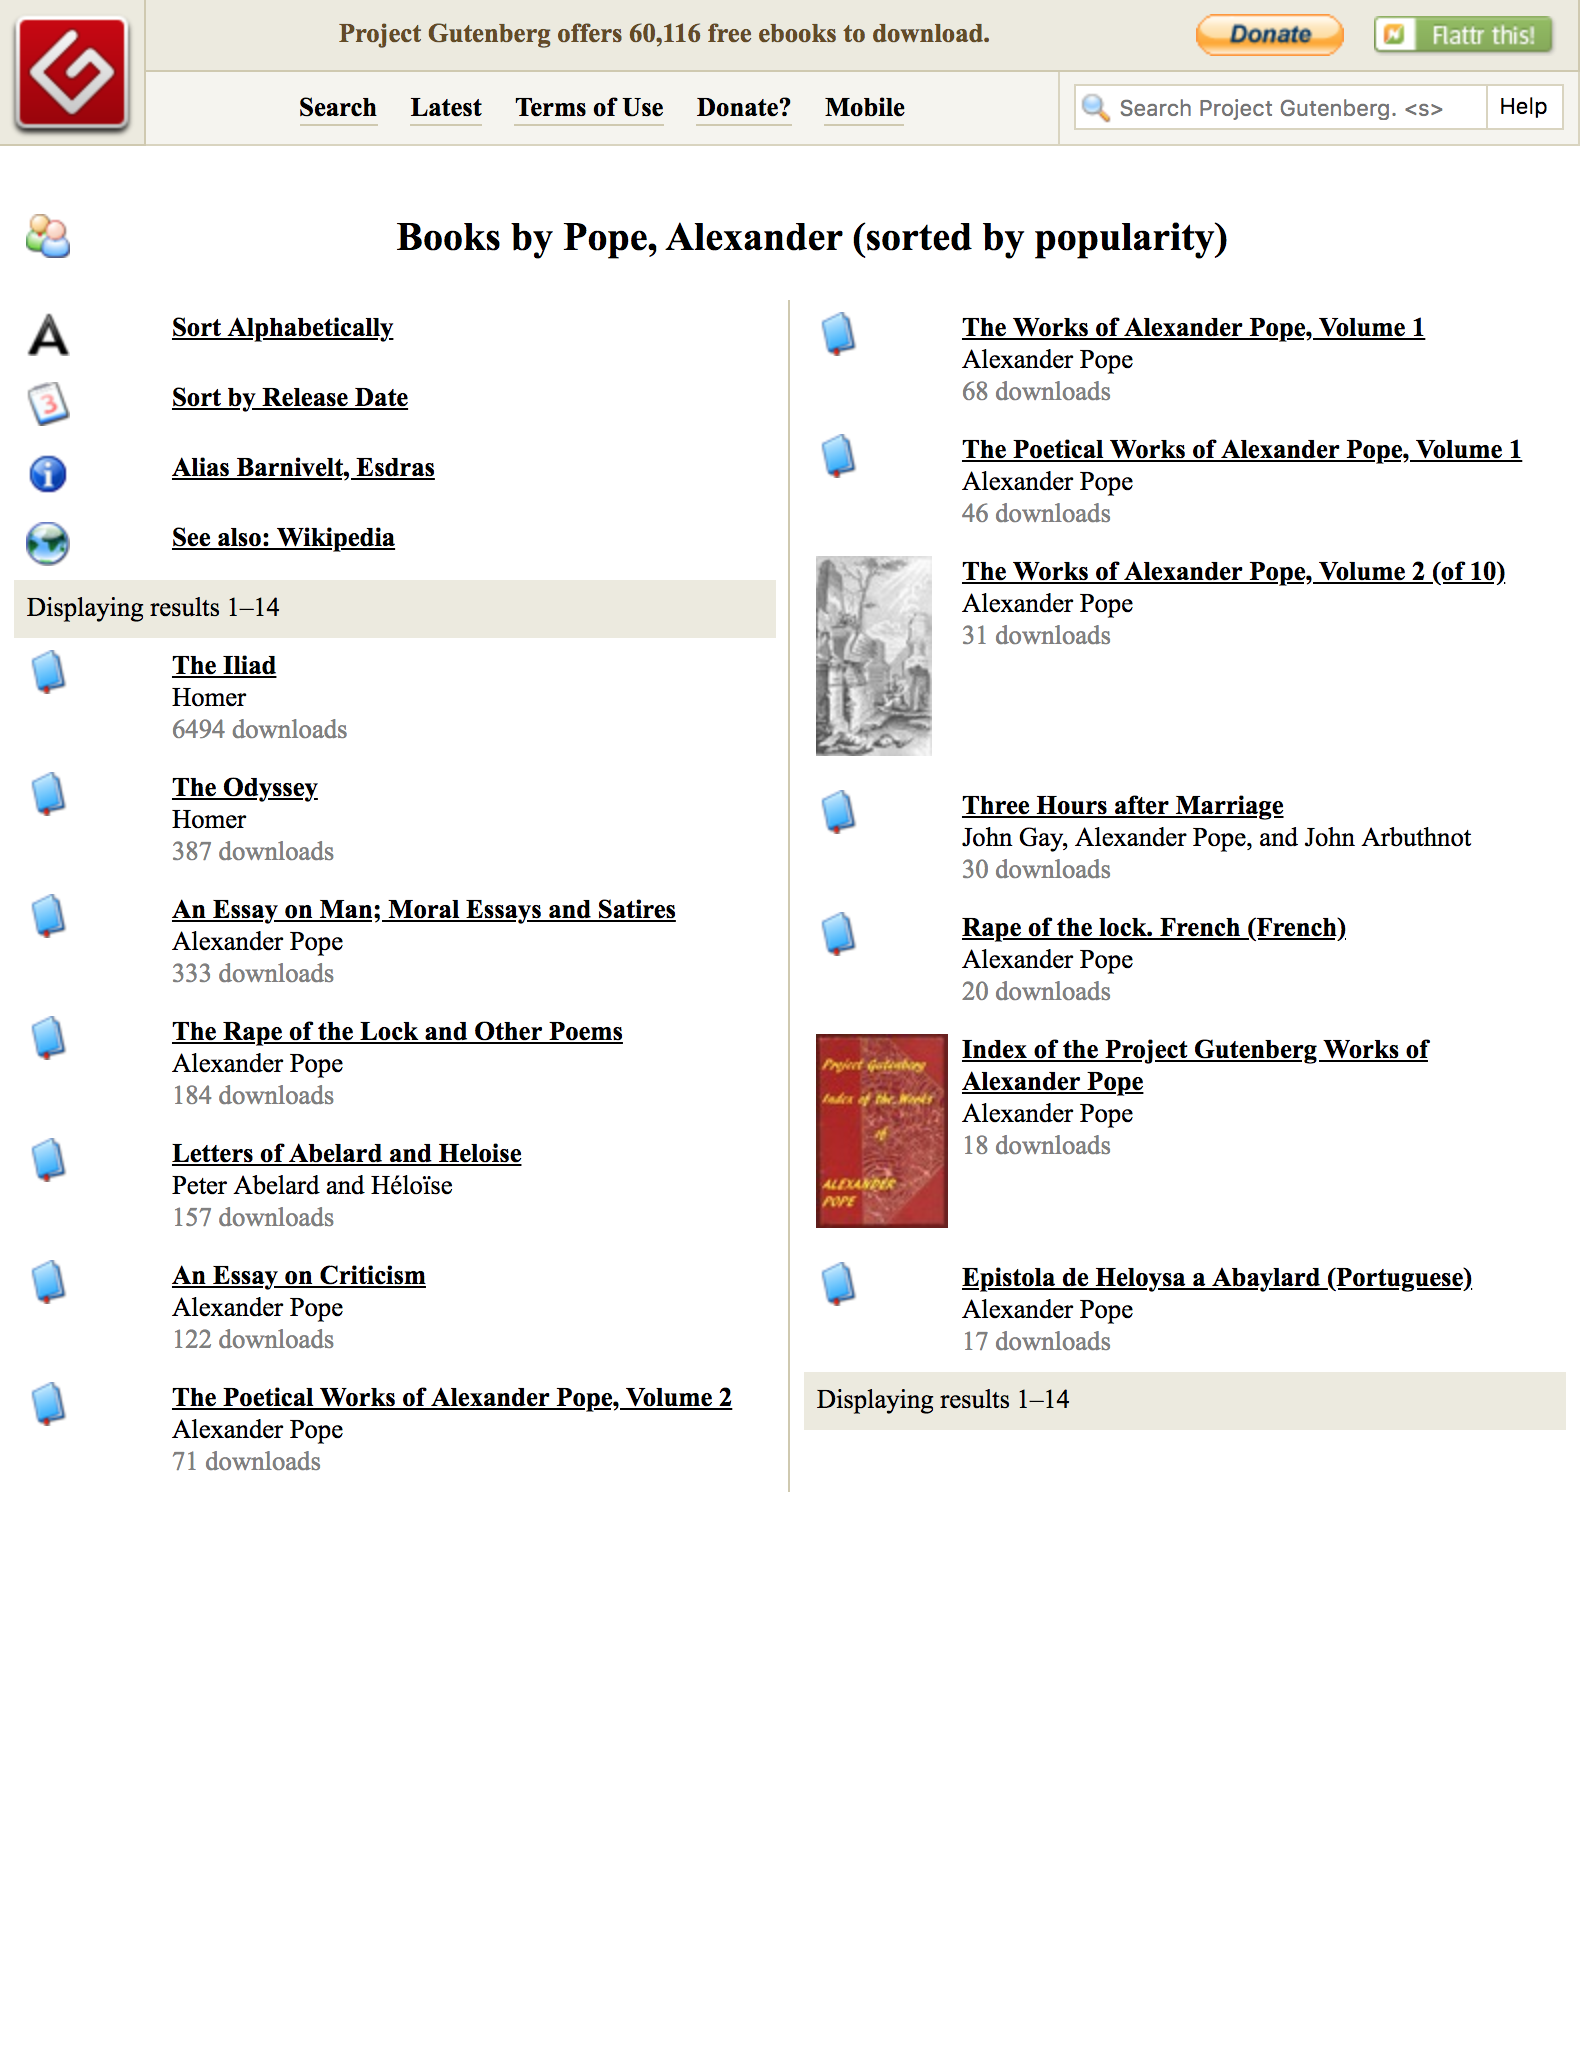 Project Gutenberg offers 60,116 free ebooks to download.
Donate
Flattr this!
Search
Latest
Terms of Use
Donate?
Mobile
Search Project Gutenberg. <s>
Help
Books by Pope, Alexander (sorted by popularity)
Sort Alphabetically
Sort by Release Date
Alias Barnivelt, Esdras
See also: Wikipedia
Displaying results 1–14
The Iliad
Homer
6494 downloads
The Odyssey
Homer
387 downloads
An Essay on Man; Moral Essays and Satires
Alexander Pope
333 downloads
The Rape of the Lock and Other Poems
Alexander Pope
184 downloads
Letters of Abelard and Heloise
Peter Abelard and Héloïse
157 downloads
An Essay on Criticism
Alexander Pope
122 downloads
The Poetical Works of Alexander Pope, Volume 2
Alexander Pope
71 downloads
The Works of Alexander Pope, Volume 1
Alexander Pope
68 downloads
The Poetical Works of Alexander Pope, Volume 1
Alexander Pope
46 downloads
The Works of Alexander Pope, Volume 2 (of 10)
Alexander Pope
31 downloads
Three Hours after Marriage
John Gay, Alexander Pope, and John Arbuthnot
30 downloads
Rape of the lock. French (French)
Alexander Pope
20 downloads
Project Gutenberg
Index of the Works
of
ALEXANDER
POPE
Index of the Project Gutenberg Works of
Alexander Pope
Alexander Pope
18 downloads
Epistola de Heloysa a Abaylard (Portuguese)
Alexander Pope
17 downloads
Displaying results 1–14